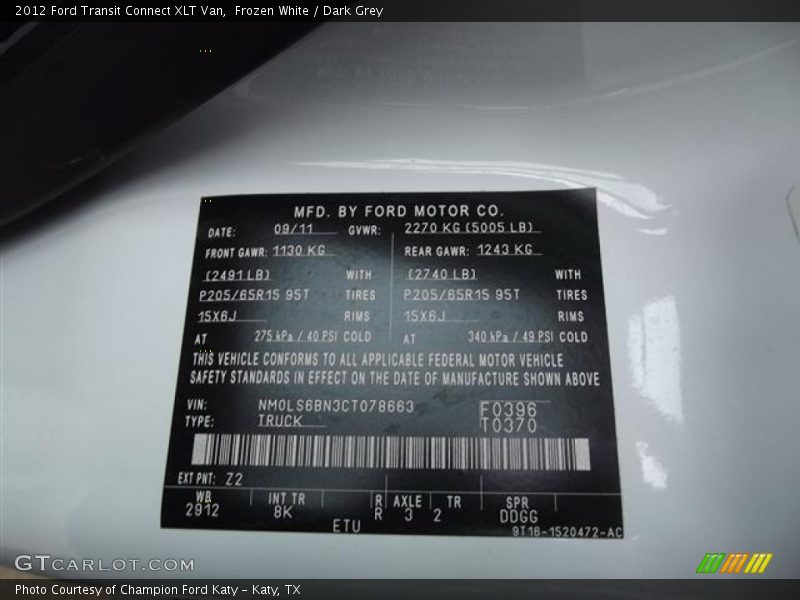 2012 Ford Transit Connect XLT Van, Frozen White / Dark Grey
MFD. BY FORD MOTOR CO.
DATE: 09/11 GVWR: 2270 KG (5005 LB)
FRONT GAWR: 1130 KG REAR GAWR: 1243 KG
(2491 LB) WITH (2740 LB) WITH
P205/65R15 95T TIRES P205/65R15 95T TIRES
15X6J RIMS 15X6J RIMS
AT 275 kPa / 40 PSI COLD AT 340 kPa / 49 PSI COLD
THIS VEHICLE CONFORMS TO ALL APPLICABLE FEDERAL MOTOR VEHICLE
SAFETY STANDARDS IN EFFECT ON THE DATE OF MANUFACTURE SHOWN ABOVE
VIN: NM0LS6BN3CT078663 F0396
TYPE: TRUCK T0370
EXT PNT: Z2
WB INT TR R AXLE TR SPR
2912 8K R 3 2 DDGG
ETU 9T16-1520472-AC
GTCARLOT.COM
Photo Courtesy of Champion Ford Katy - Katy, TX